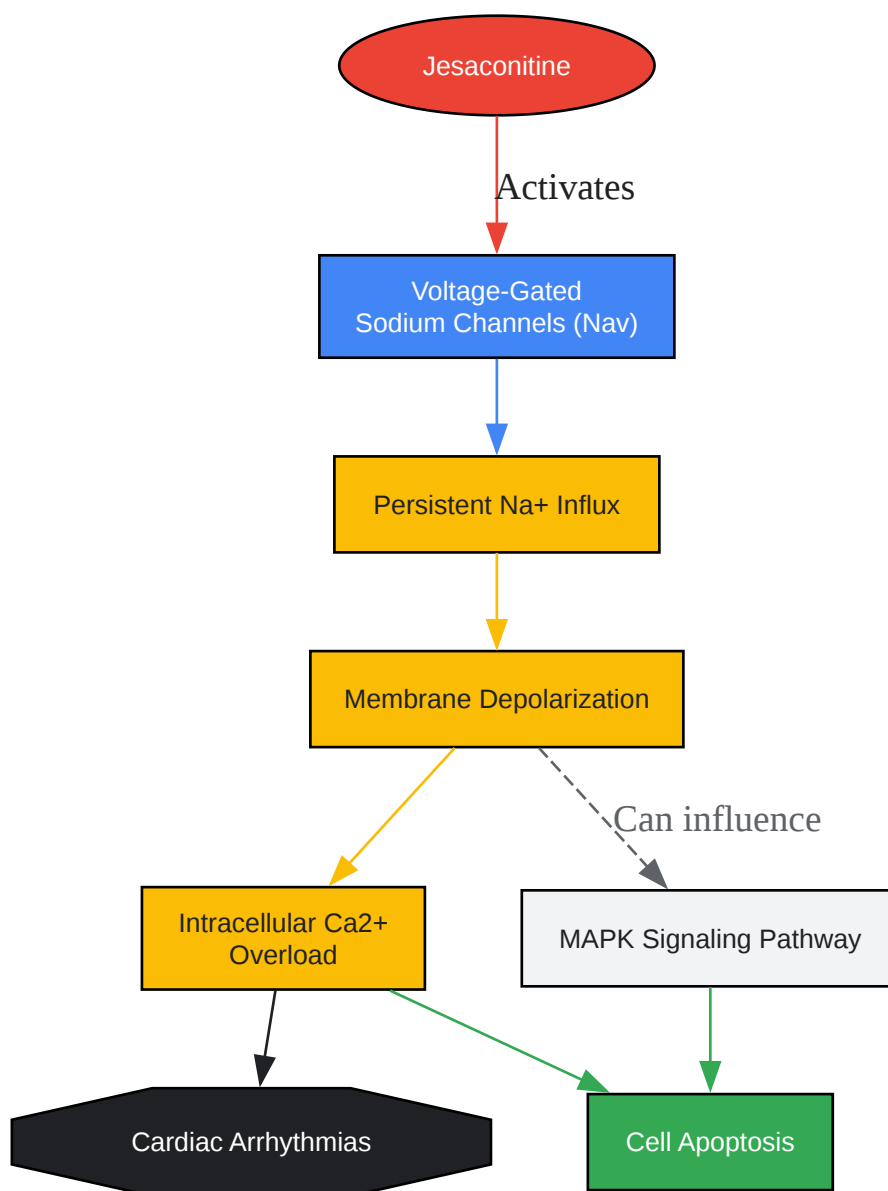 Jesaconitine
Activates
Voltage-Gated
Sodium Channels (Nav)
Persistent Na+ Influx
Membrane Depolarization
Can influence
Intracellular Ca2+
Overload
MAPK Signaling Pathway
Cardiac Arrhythmias
Cell Apoptosis